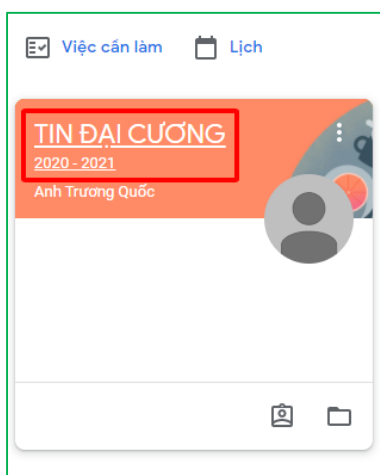 Việc cần làm Lịch
TIN ĐẠI CƯƠNG
2020 - 2021
Anh Trương Quốc